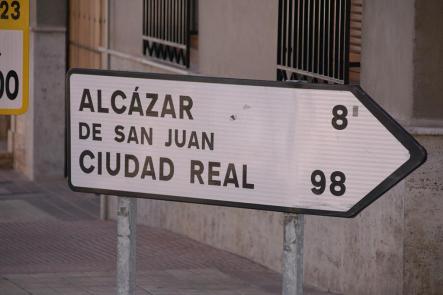 23
00
ALCÁZAR 8
DE SAN JUAN
CIUDAD REAL 98